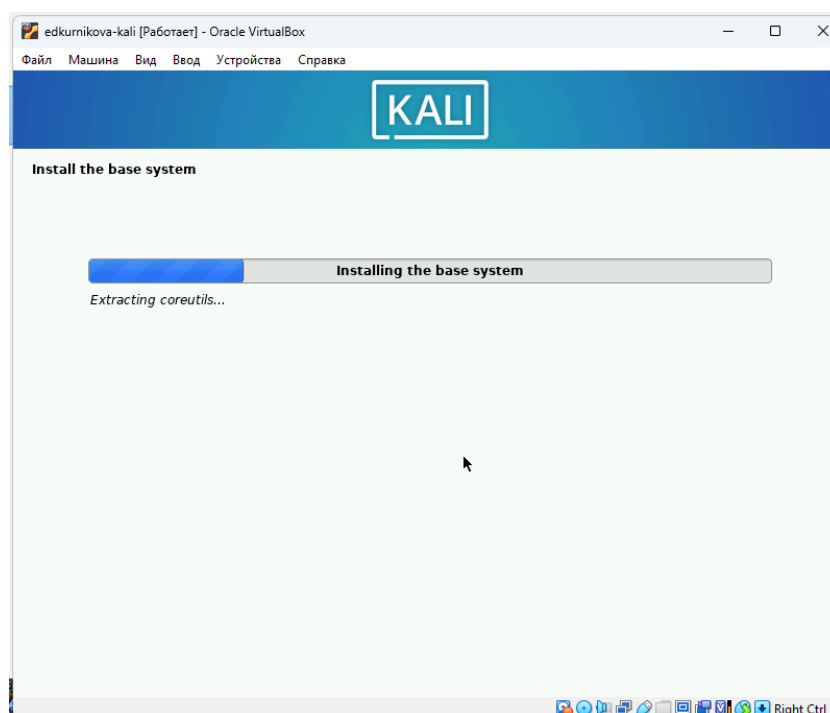 edkurnikova-kali [Работает] - Oracle VirtualBox
Файл Машина Вид Ввод Устройства Справка
KALI
Install the base system
Installing the base system
Extracting coreutils...
Right Ctrl